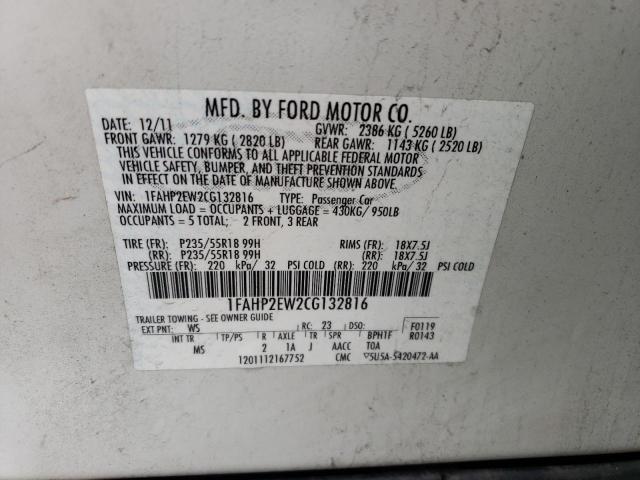 MFD. BY FORD MOTOR CO.
DATE: 12/11 GVWR: 2386 KG ( 5260 LB)
FRONT GAWR: 1279 KG ( 2820 LB) REAR GAWR: 1143 KG ( 2520 LB)
THIS VEHICLE CONFORMS TO ALL APPLICABLE FEDERAL MOTOR
VEHICLE SAFETY, BUMPER, AND THEFT PREVENTION STANDARDS
IN EFFECT ON THE DATE OF MANUFACTURE SHOWN ABOVE.
VIN: 1FAHP2EW2CG132816 TYPE: Passenger Car
MAXIMUM LOAD = OCCUPANTS + LUGGAGE = 430KG/ 950LB
OCCUPANTS = 5 TOTAL: 2 FRONT, 3 REAR
TIRE (FR): P235/55R18 99H RIMS (FR): 18X7.5J
(RR): P235/55R18 99H (RR): 18X7.5J
PRESSURE (FR): 220 kPa/ 32 PSI COLD (RR): 220 kPa/ 32 PSI COLD
1FAHP2EW2CG132816
TRAILER TOWING - SEE OWNER GUIDE
EXT PNT: WS RC: 23 DSO: F0119
INT TR TP/PS R AXLE TR SPR BPHTF R0143
MS 2 1A J AACC TOA
1201112167752 CMC ▽5U5A-5420472-AA